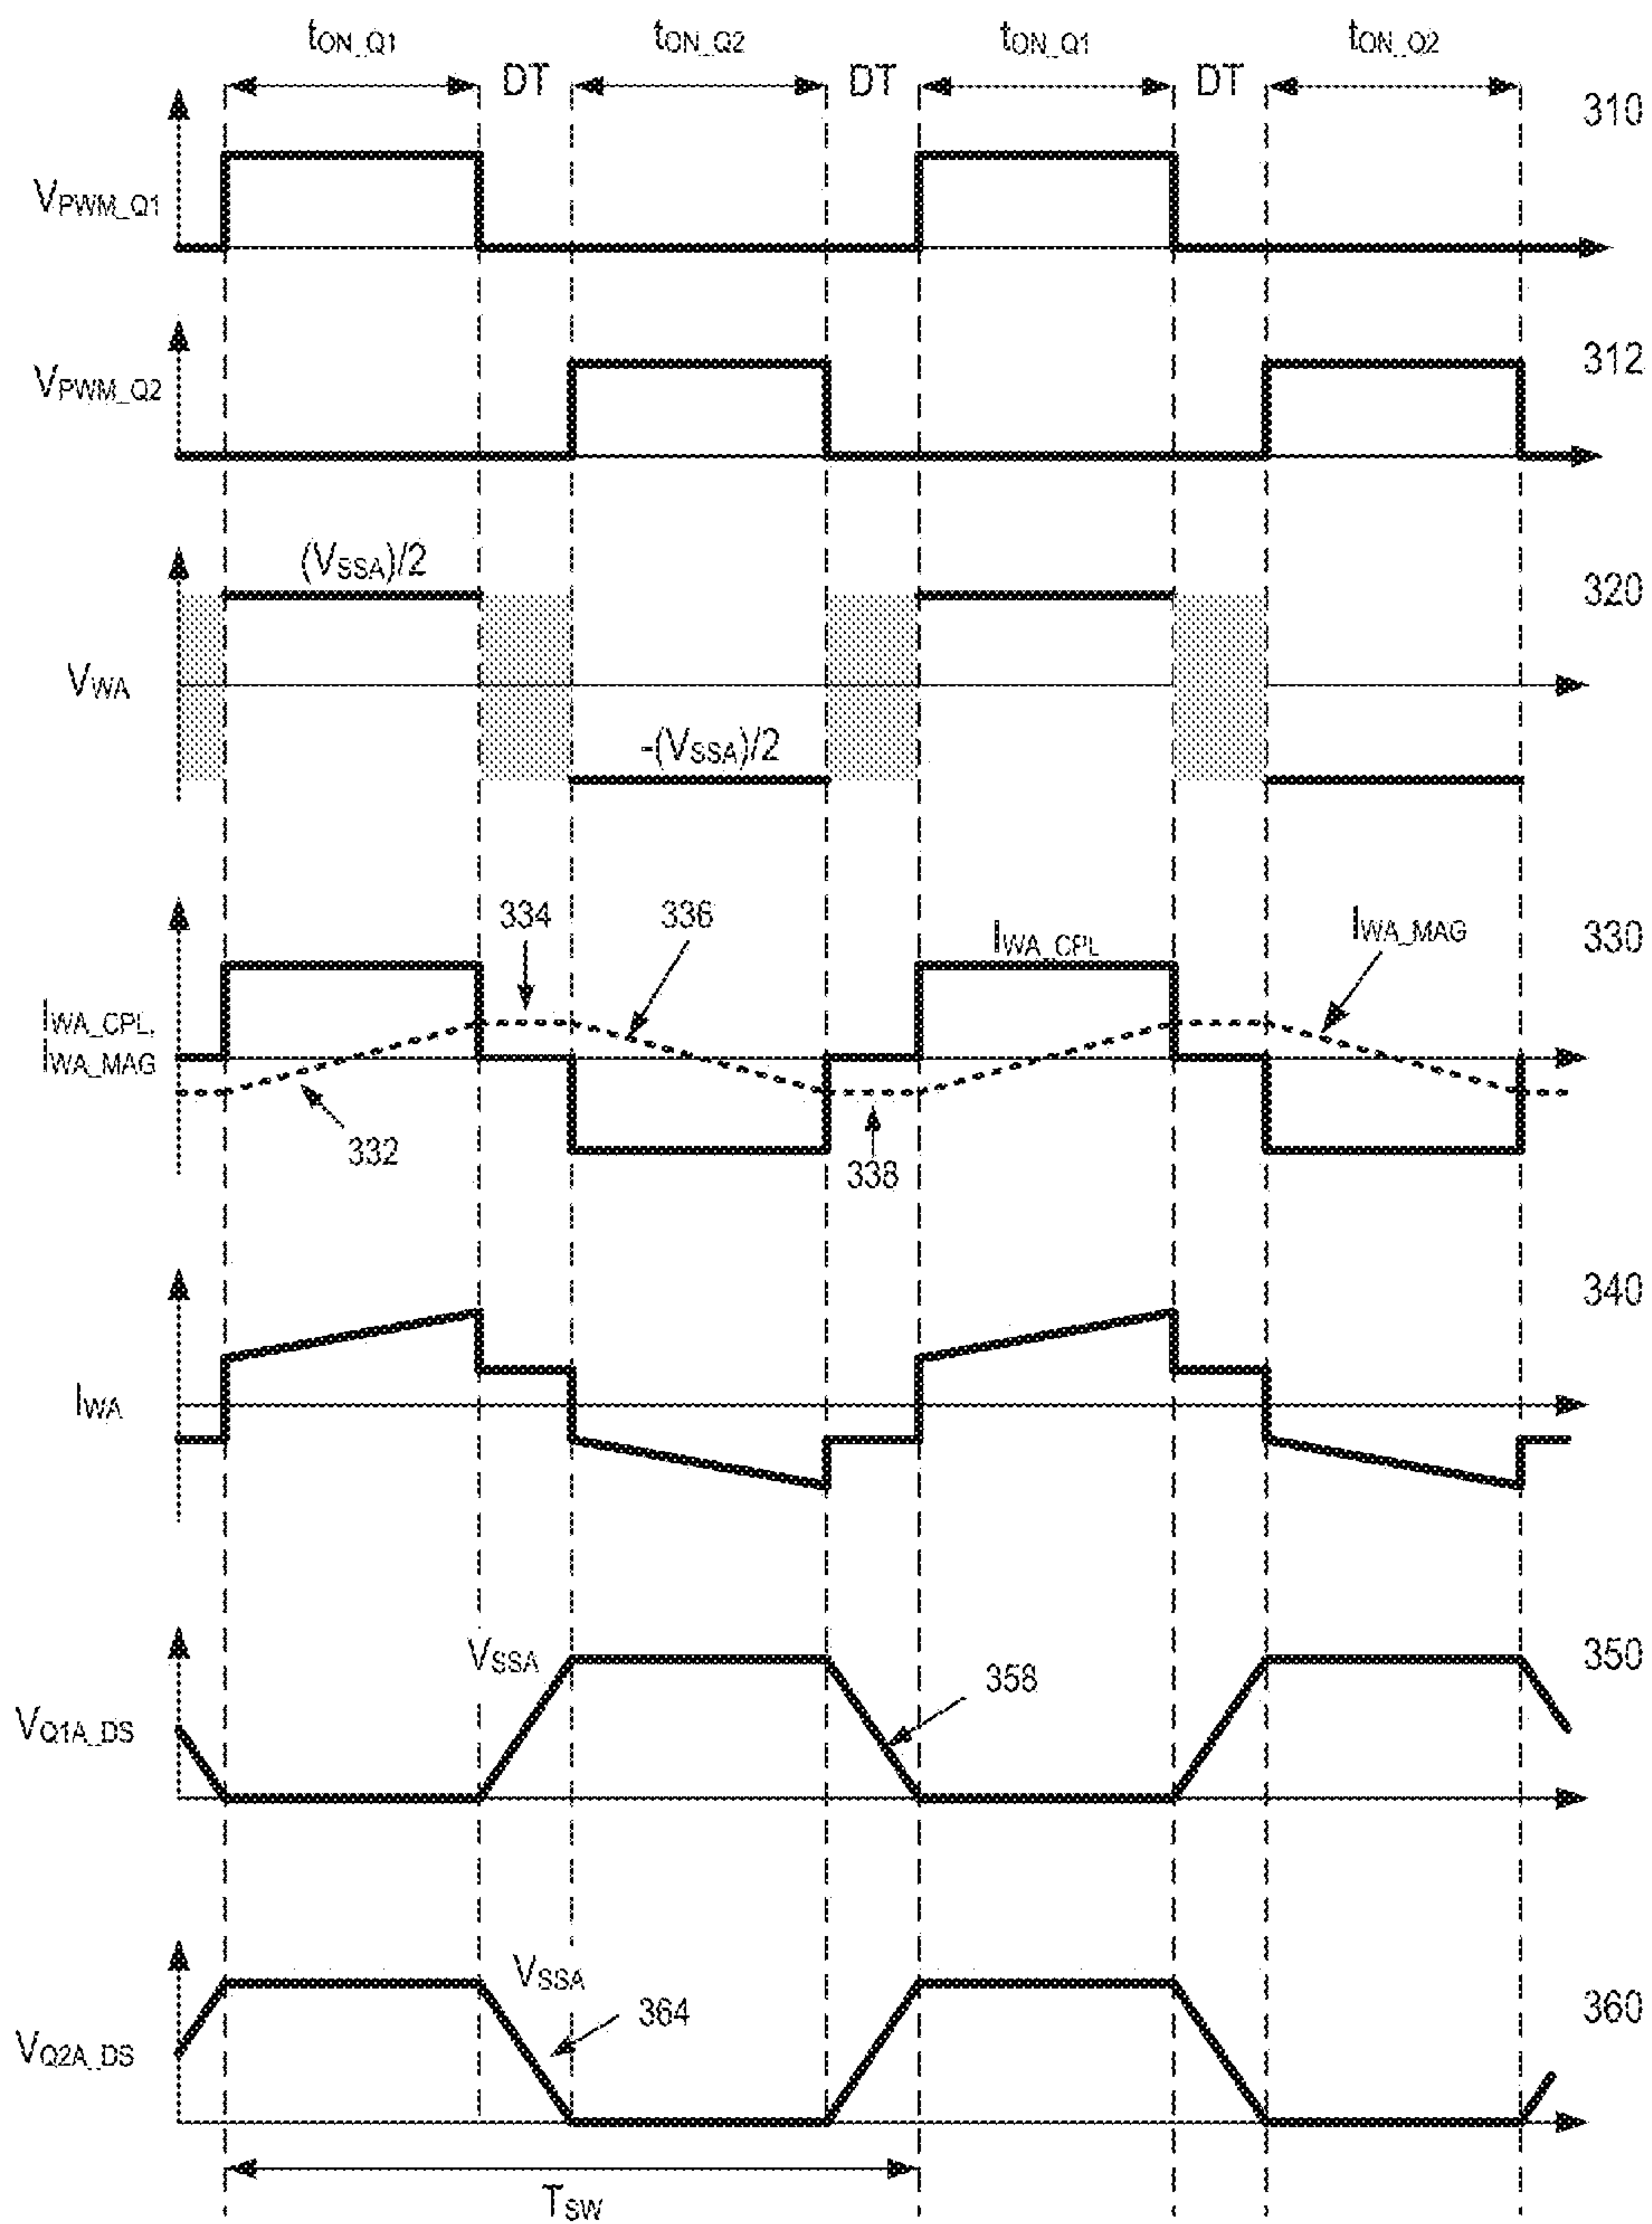 tON_Q1 tON_Q2 tON_Q1 tON_Q2
DT DT DT
310
VPWM_Q1
312
VPWM_Q2
(VSSA)/2
320
VWA
-(VSSA)/2
334 336 IWA_CPL IWA_MAG 330
IWA_CPL,
IWA_MAG
332 338
340
IWA
VSSA 358 350
VQ1A_DS
VSSA 364 360
VQ2A_DS
TSW